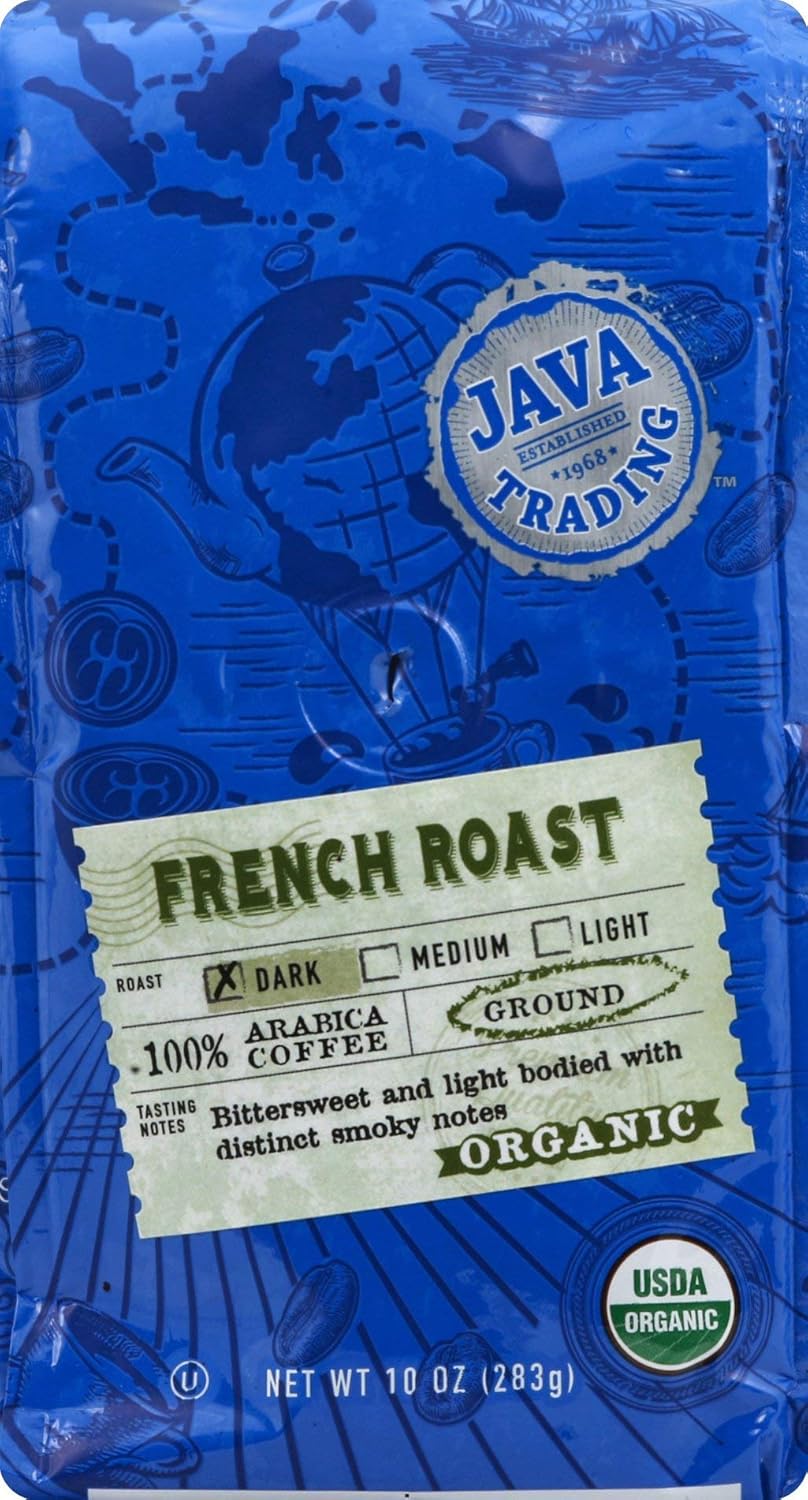 JAVA
ESTABLISHED
*1968*
TRADING
TM
FRENCH ROAST
ROAST X DARK MEDIUM LIGHT
100% ARABICA COFFEE
GROUND
TASTING NOTES
Bittersweet and light bodied with
distinct smoky notes
ORGANIC
USDA
ORGANIC
U NET WT 10 OZ (283g)